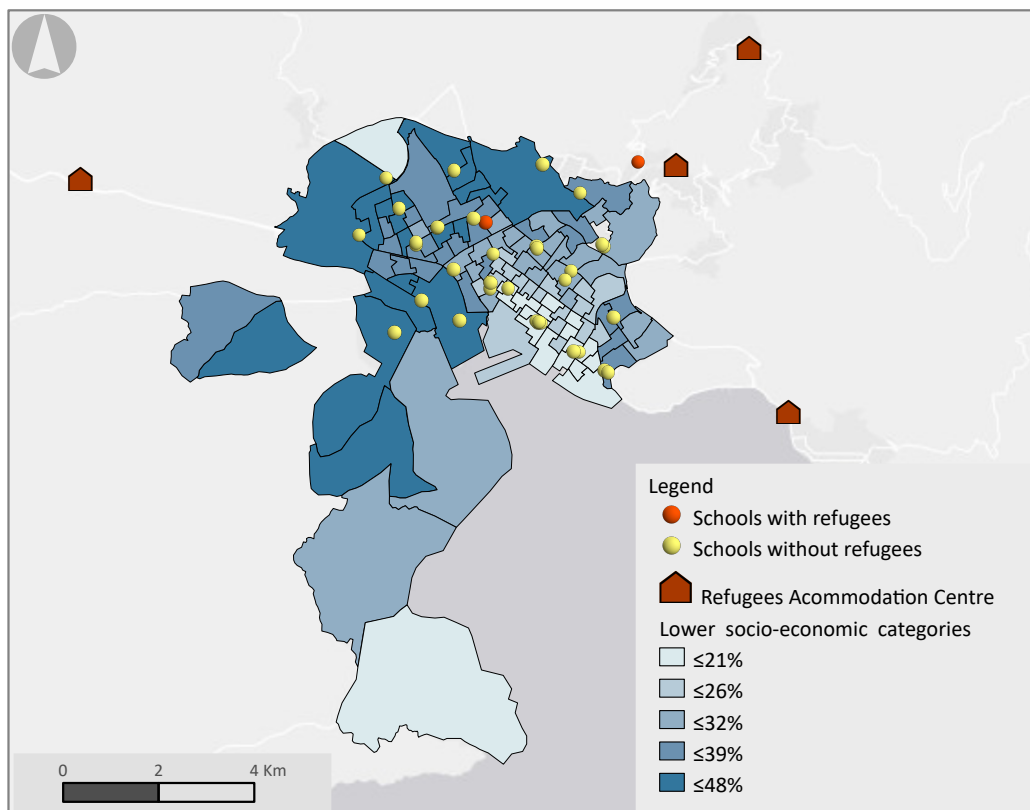 Legend
Schools with refugees
Schools without refugees
Refugees Acommodation Centre
Lower socio-economic categories
≤21%
≤26%
≤32%
≤39%
≤48%
0 2 4 Km